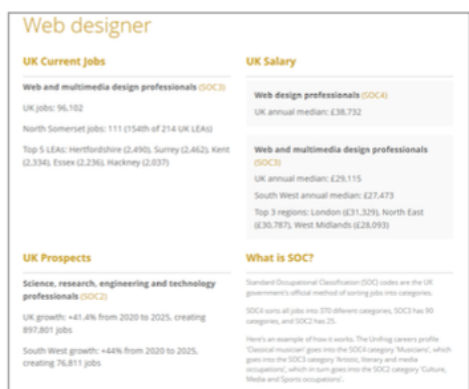 Web designer
UK Current Jobs
Web and multimedia design professionals (SOC3)
UK jobs: 96,102
North Somerset jobs: 111 (154th of 214 UK LEAs)
Top 5 LEAs: Hertfordshire (2,490), Surrey (2,462), Kent
(2,334), Essex (2,236), Hackney (2,037)
UK Salary
Web design professionals (SOC4)
UK annual median: £38,732
Web and multimedia design professionals
(SOC3)
UK annual median: £29,115
South West annual median: £27,473
Top 3 regions: London (£31,329), North East
(£30,787), West Midlands (£28,093)
UK Prospects
Science, research, engineering and technology
professionals (SOC2)
UK growth: +41.4% from 2020 to 2025, creating
897,801 jobs
South West growth: +44% from 2020 to 2025,
creating 76,811 jobs
What is SOC?
Standard Occupational Classification (SOC) codes are the UK
government's official method of sorting jobs into categories.
SOC4 sorts all jobs into 370 different categories, SOC3 has 90
categories, and SOC2 has 25.
Here's an example of how it works. The Unifrog careers profile
'Classical musician' goes into the SOC4 category 'Musicians', which
goes into the SOC3 category 'Artistic, literary and media
occupations', which in turn goes into the SOC2 category 'Culture,
Media and Sports occupations'.